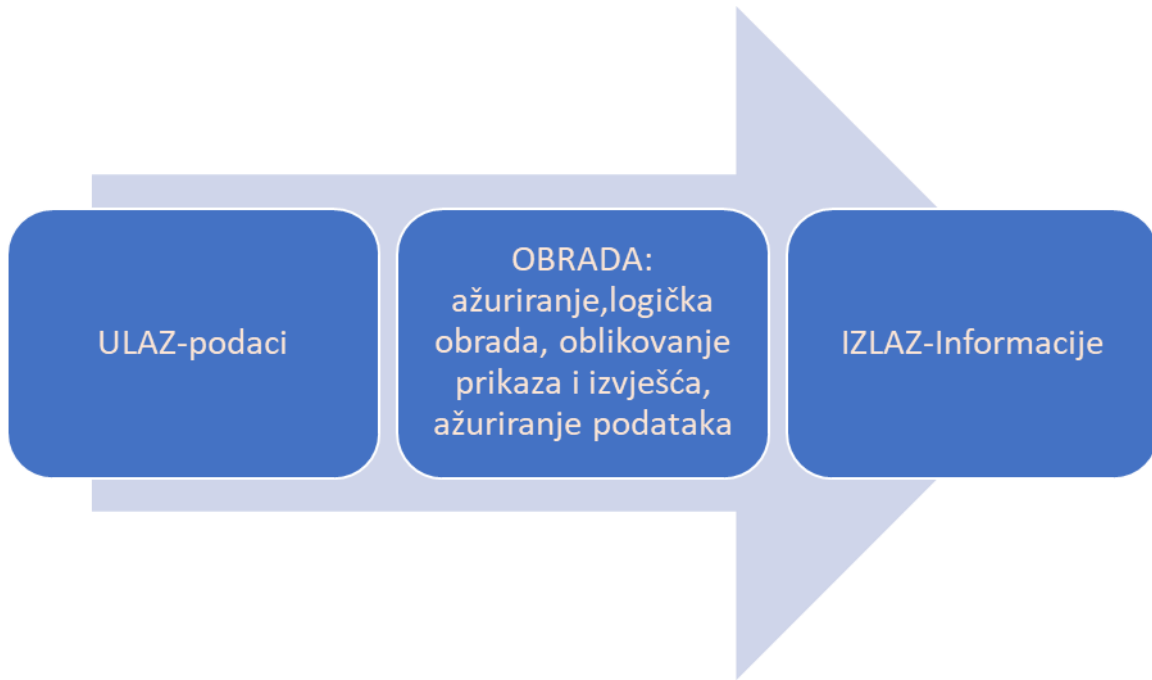 ULAZ-podaci
OBRADA:
ažuriranje,logička
obrada, oblikovanje
prikaza i izvješća,
ažuriranje podataka
IZLAZ-Informacije